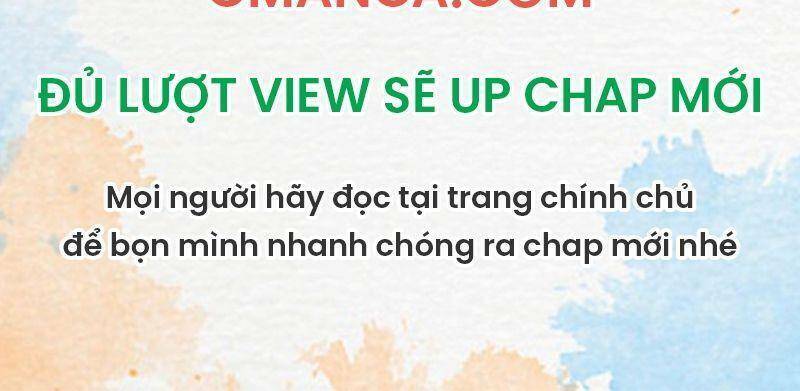 ĐỦ LƯỢT VIEW SẼ UP CHAP MỚI
Mọi người hãy đọc tại trang chính chủ
để bọn mình nhanh chóng ra chap mới nhé